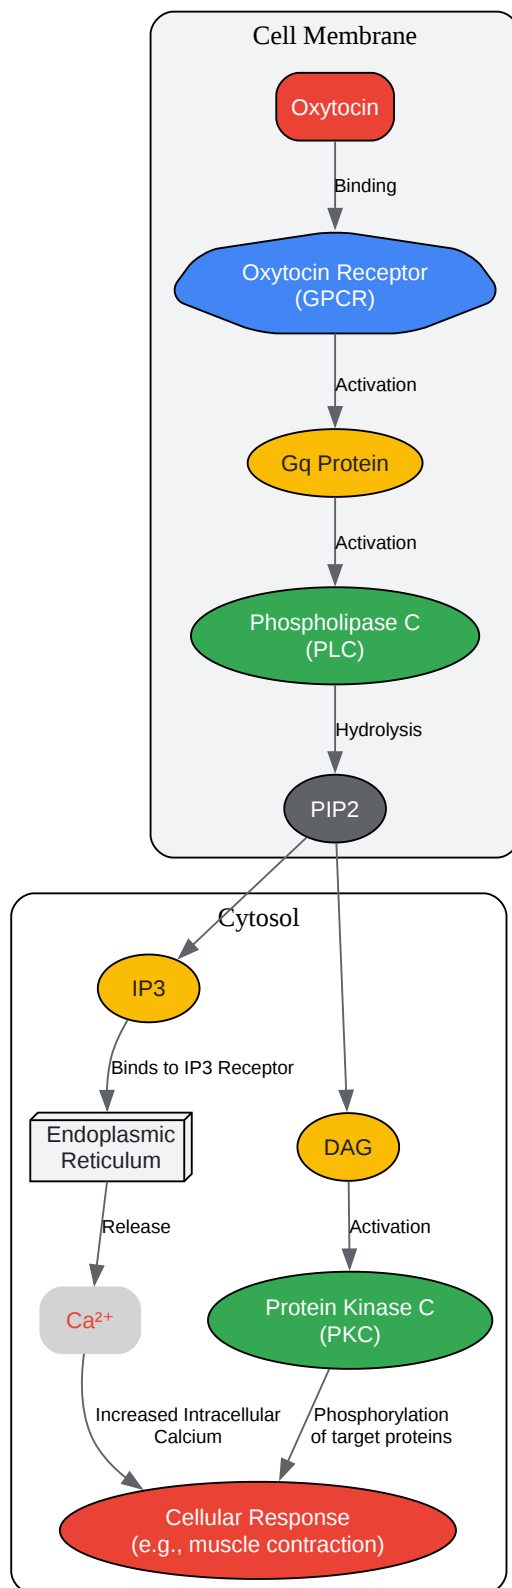 Cell Membrane
Oxytocin
Binding
Oxytocin Receptor
(GPCR)
Activation
Gq Protein
Activation
Phospholipase C
(PLC)
Hydrolysis
PIP2
Cytosol
IP3
Binds to IP3 Receptor
Endoplasmic
Reticulum
DAG
Release
Activation
Ca²⁺
Protein Kinase C
(PKC)
Increased Intracellular
Calcium
Phosphorylation
of target proteins
Cellular Response
(e.g., muscle contraction)